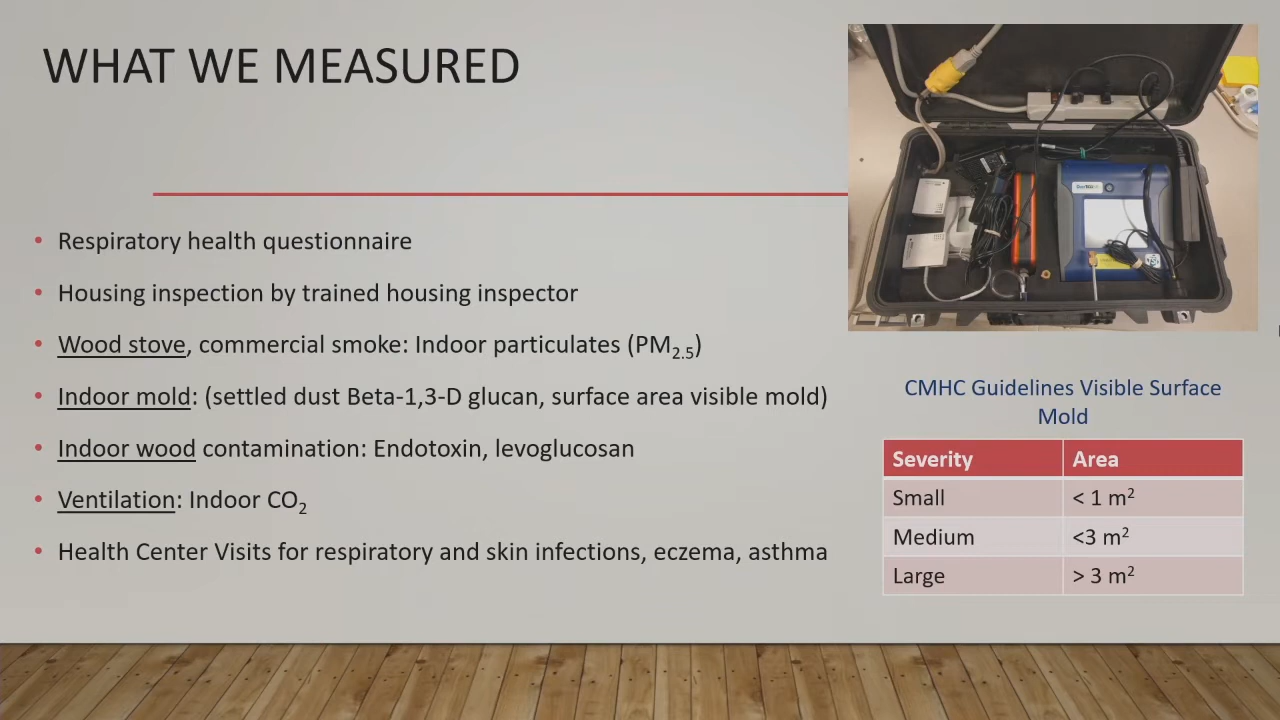 WHAT WE MEASURED
• Respiratory health questionnaire
• Housing inspection by trained housing inspector
• Wood stove, commercial smoke: Indoor particulates (PM2.5)
• Indoor mold: (settled dust Beta-1,3-D glucan, surface area visible mold)
• Indoor wood contamination: Endotoxin, levoglucosan
• Ventilation: Indoor CO2
• Health Center Visits for respiratory and skin infections, eczema, asthma
CMHC Guidelines Visible Surface
Mold
Severity Area
Small < 1 m²
Medium <3 m²
Large > 3 m²